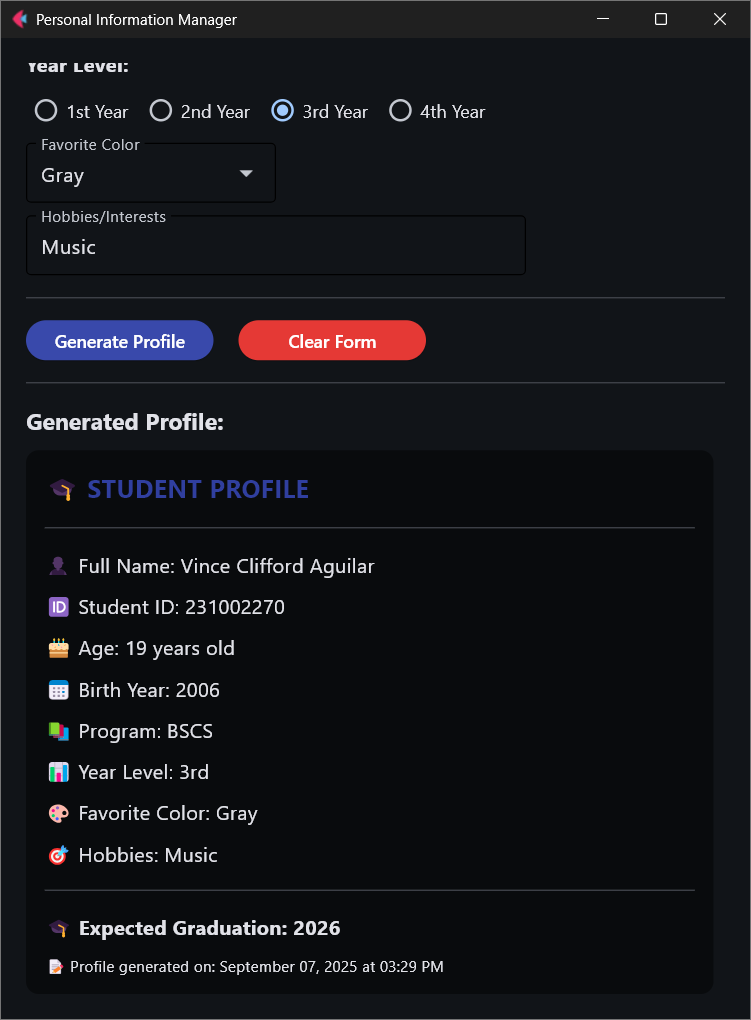 Personal Information Manager
Year Level:
1st Year 2nd Year 3rd Year 4th Year
Favorite Color
Gray
Hobbies/Interests
Music
Generate Profile Clear Form
Generated Profile:
🎓 STUDENT PROFILE
👤 Full Name: Vince Clifford Aguilar
🆔 Student ID: 231002270
🎂 Age: 19 years old
📅 Birth Year: 2006
📚 Program: BSCS
📊 Year Level: 3rd
🎨 Favorite Color: Gray
🎯 Hobbies: Music
🎓 Expected Graduation: 2026
📝 Profile generated on: September 07, 2025 at 03:29 PM